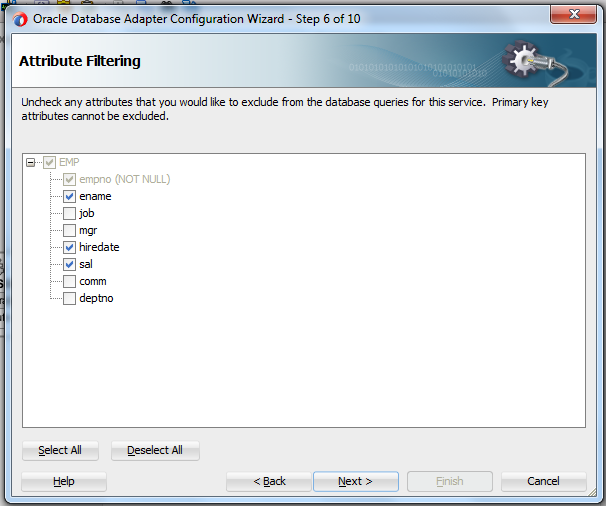 Oracle Database Adapter Configuration Wizard - Step 6 of 10
Attribute Filtering
0101010101010101010101010101
010101010101
Uncheck any attributes that you would like to exclude from the database queries for this service. Primary key
attributes cannot be excluded.
EMP
empno (NOT NULL)
ename
job
mgr
hiredate
sal
comm
deptno
Select All Deselect All
Help < Back Next > Finish Cancel